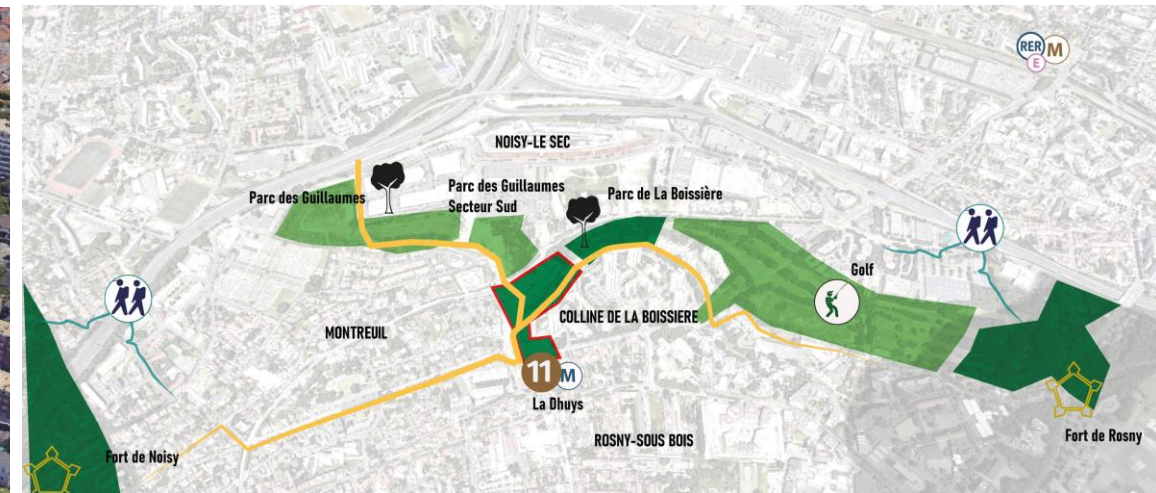 RER M
E
NOISY-LE SEC
Parc des Guillaumes
Parc des Guillaumes
Secteur Sud
Parc de La Boissière
Golf
MONTREUIL
COLLINE DE LA BOISSIERE
11 M
La Dhuys
ROSNY-SOUS BOIS
Fort de Noisy
Fort de Rosny